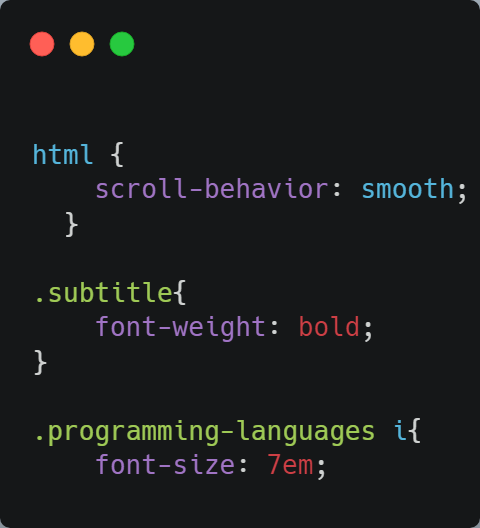 html {
    scroll-behavior: smooth;
  }

.subtitle{
    font-weight: bold;
}

.programming-languages i{
    font-size: 7em;